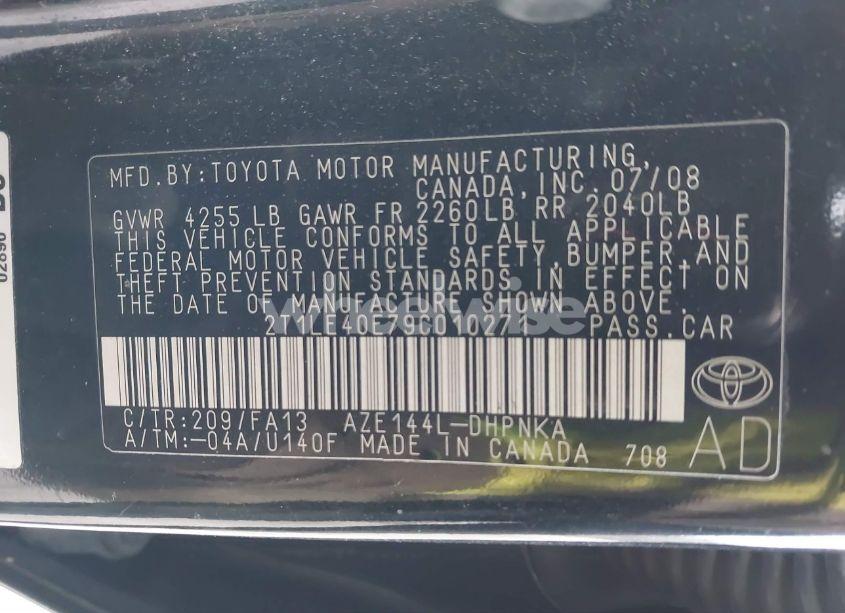 MFD.BY:TOYOTA MOTOR MANUFACTURING,
CANADA,INC. 07/08
GVWR 4255 LB GAWR FR 2260LB RR 2040LB
THIS VEHICLE CONFORMS TO ALL APPLICABLE
FEDERAL MOTOR VEHICLE SAFETY,BUMPER,AND
THEFT PREVENTION STANDARDS IN EFFECT ON
THE DATE OF MANUFACTURE SHOWN ABOVE.
PASS.CAR
C/TR:209/FA13 AZE144L-DHPNKA
A/TM:-04A/U140F MADE IN CANADA 708
AD
02890